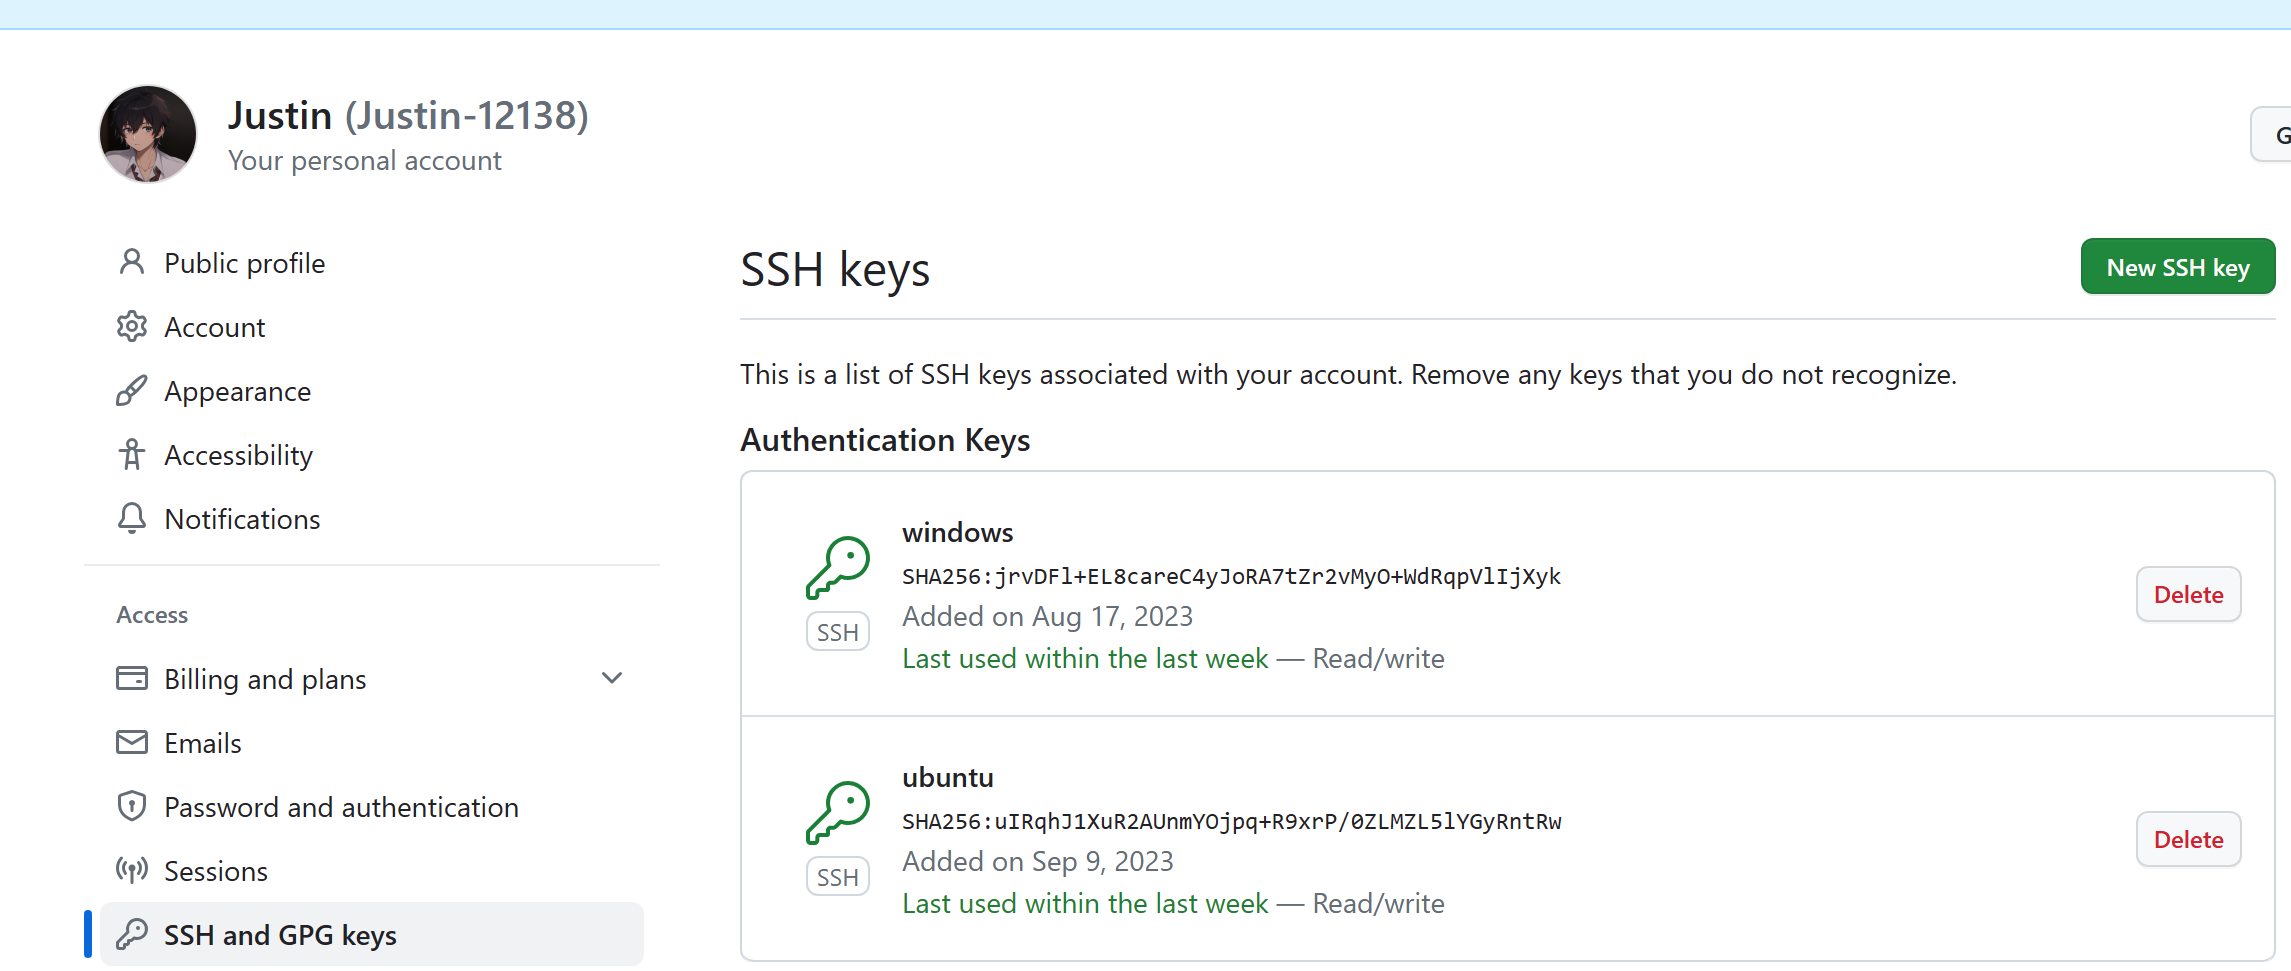 Justin (Justin-12138)
Your personal account
G
Public profile
Account
Appearance
Accessibility
Notifications
Access
Billing and plans
Emails
Password and authentication
Sessions
SSH and GPG keys
SSH keys
New SSH key
This is a list of SSH keys associated with your account. Remove any keys that you do not recognize.
Authentication Keys
windows
SHA256:jrvDFl+EL8careC4yJoRA7tZr2vMyO+WdRqpVlIjXyk
Added on Aug 17, 2023
Last used within the last week — Read/write
SSH
Delete
ubuntu
SHA256:uIRqhJ1XuR2AUnmYOjpq+R9xrP/0ZLMZL5lYGyRntRw
Added on Sep 9, 2023
Last used within the last week — Read/write
SSH
Delete